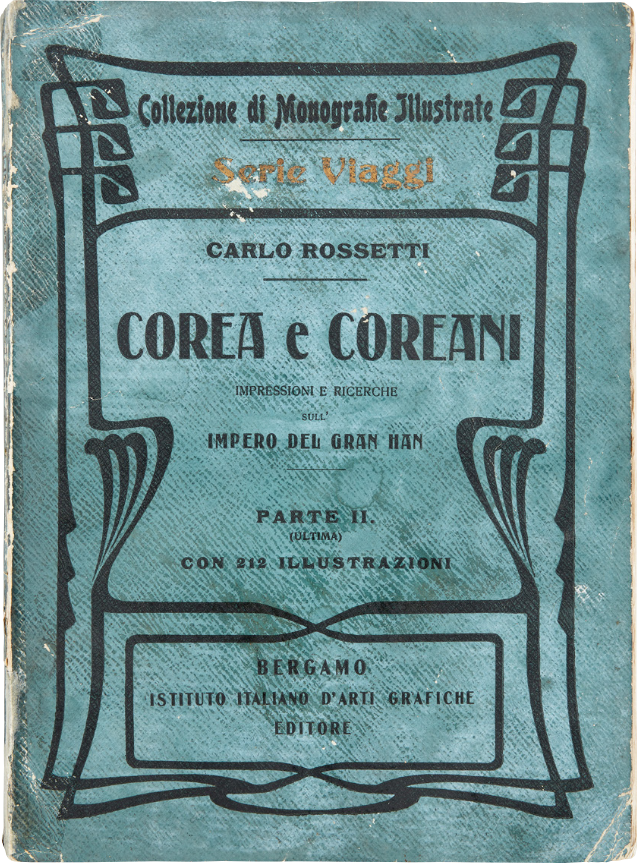 Collezione di Monografie Illustrate
Serie Viaggi
CARLO ROSSETTI
COREA e COREANI
IMPRESSIONI E RICERCHE
SULL'
IMPERO DEL GRAN HAN
PARTE II.
(ULTIMA)
CON 212 ILLUSTRAZIONI
BERGAMO
ISTITUTO ITALIANO D'ARTI GRAFICHE
EDITORE